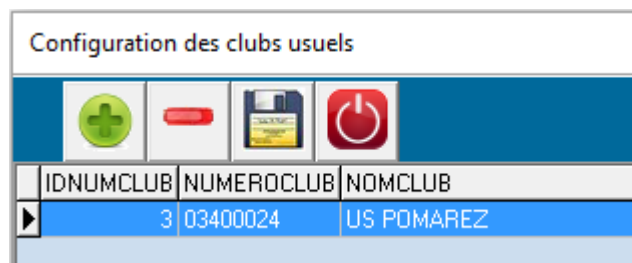 Configuration des clubs usuels
IDNUMCLUB NUMEROCLUB NOMCLUB
3 03400024 US POMAREZ